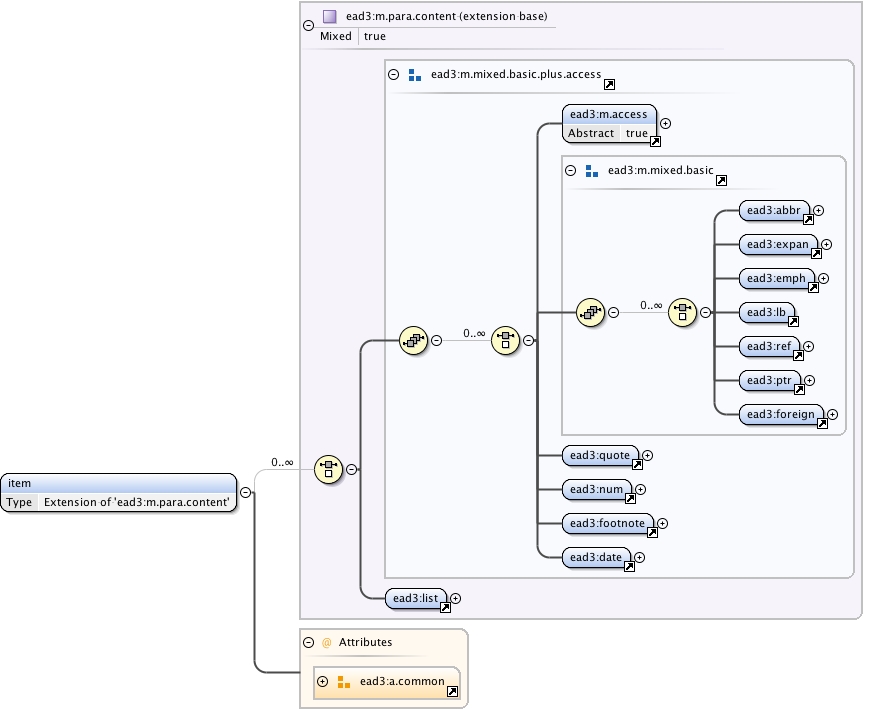 ead3:m.para.content (extension base)
Mixed true
ead3:m.mixed.basic.plus.access
ead3:m.access
Abstract true
ead3:m.mixed.basic
ead3:abbr
ead3:expan
ead3:emph
0..∞
ead3:lb
0..∞
ead3:ref
ead3:ptr
ead3:foreign
ead3:quote
0..∞
item
ead3:num
Type Extension of 'ead3:m.para.content'
ead3:footnote
ead3:date
ead3:list
@ Attributes
ead3:a.common